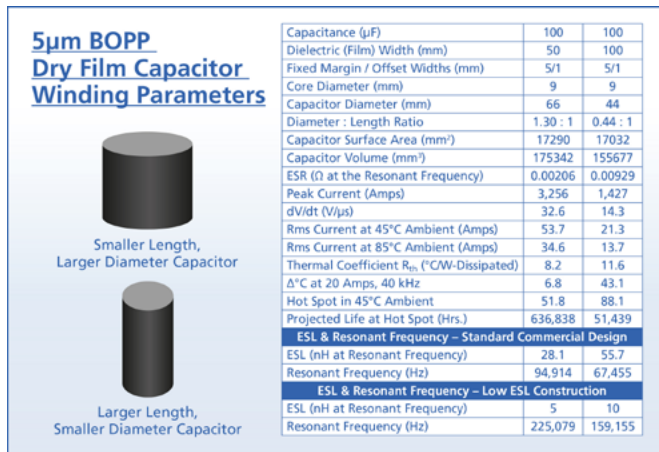 5μm BOPP
Dry Film Capacitor
Winding Parameters
Smaller Length,
Larger Diameter Capacitor
Larger Length,
Smaller Diameter Capacitor
Capacitance (μF) 100 100
Dielectric (Film) Width (mm) 50 100
Fixed Margin / Offset Widths (mm) 5/1 5/1
Core Diameter (mm) 9 9
Capacitor Diameter (mm) 66 44
Diameter : Length Ratio 1.30 : 1 0.44 : 1
Capacitor Surface Area (mm²) 17290 17032
Capacitor Volume (mm³) 175342 155677
ESR (Ω at the Resonant Frequency) 0.00206 0.00929
Peak Current (Amps) 3,256 1,427
dV/dt (V/μs) 32.6 14.3
Rms Current at 45°C Ambient (Amps) 53.7 21.3
Rms Current at 85°C Ambient (Amps) 34.6 13.7
Thermal Coefficient Rth (°C/W-Dissipated) 8.2 11.6
Δ°C at 20 Amps, 40 kHz 6.8 43.1
Hot Spot in 45°C Ambient 51.8 88.1
Projected Life at Hot Spot (Hrs.) 636,838 51,439
ESL & Resonant Frequency – Standard Commercial Design
ESL (nH at Resonant Frequency) 28.1 55.7
Resonant Frequency (Hz) 94,914 67,455
ESL & Resonant Frequency – Low ESL Construction
ESL (nH at Resonant Frequency) 5 10
Resonant Frequency (Hz) 225,079 159,155